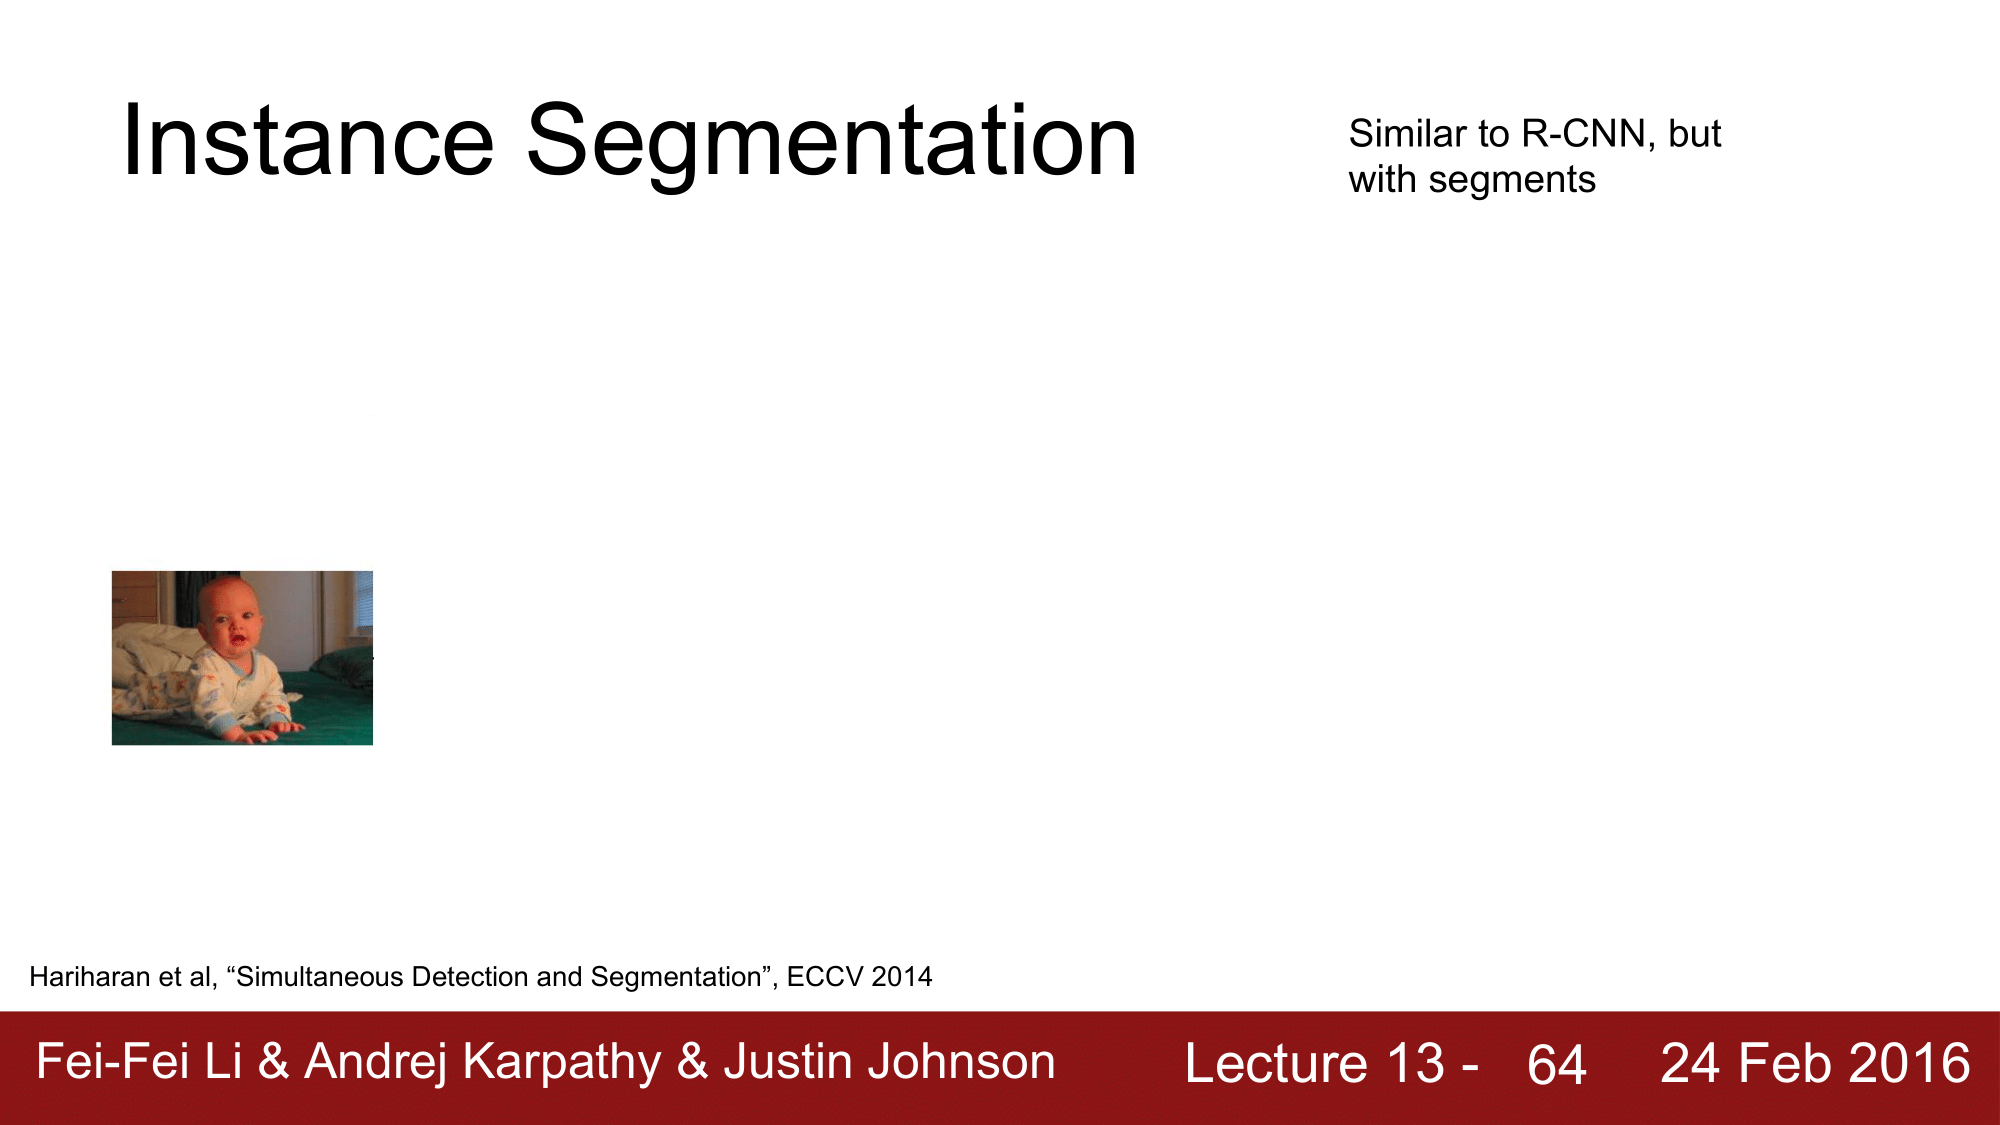 Instance Segmentation
Similar to R-CNN, but
with segments
Hariharan et al, “Simultaneous Detection and Segmentation”, ECCV 2014
Fei-Fei Li & Andrej Karpathy & Justin Johnson
Lecture 13 - 64
24 Feb 2016